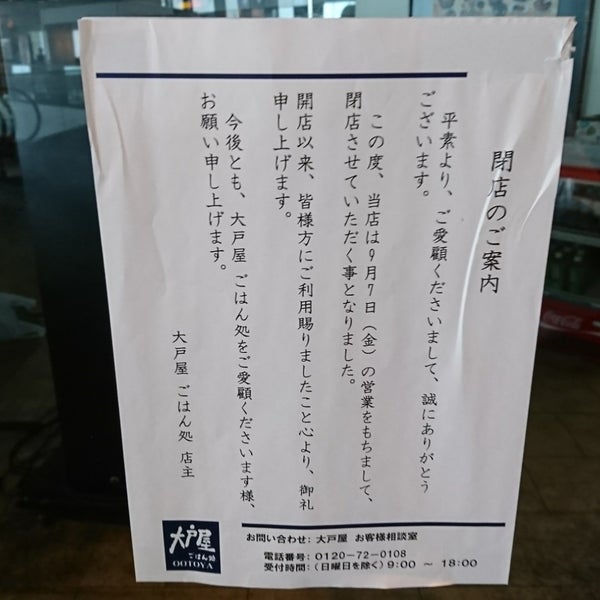 閉店のご案内
平素より、ご愛顧くださいまして、誠にありがとう
ございます。
この度、当店は9月7日（金）の営業をもちまして、
閉店させていただく事となりました。
開店以来、皆様方にご利用賜りましたこと心より、御礼
申し上げます。
今後とも、大戸屋 ごはん処をご愛顧くださいます様、
お願い申し上げます。
大戸屋 ごはん処 店主
大戸屋
ごはん処
OOTOYA
お問い合わせ: 大戸屋 お客様相談室
電話番号: 0120-72-0108
受付時間:(日曜日を除く) 9:00 ～ 18:00
Coca-Cola